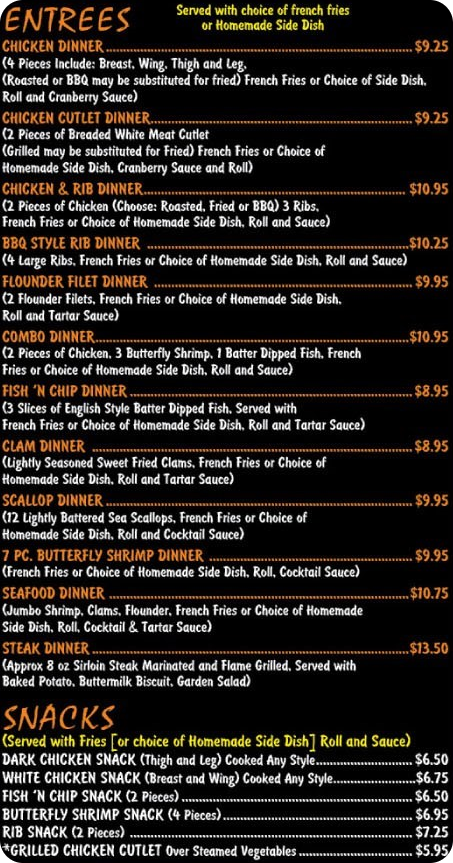 ENTREES
Served with choice of french fries
or Homemade Side Dish
CHICKEN DINNER $9.25
(4 Pieces Include: Breast, Wing, Thigh and Leg,
(Roasted or BBQ may be substituted for fried) French Fries or Choice of Side Dish,
Roll and Cranberry Sauce)
CHICKEN CUTLET DINNER $9.25
(2 Pieces of Breaded White Meat Cutlet
(Grilled may be substituted for Fried) French Fries or Choice of
Homemade Side Dish, Cranberry Sauce and Roll)
CHICKEN & RIB DINNER $10.95
(2 Pieces of Chicken (Choose: Roasted, Fried or BBQ) 3 Ribs,
French Fries or Choice of Homemade Side Dish, Roll and Sauce)
BBQ STYLE RIB DINNER $10.25
(4 Large Ribs, French Fries or Choice of Homemade Side Dish, Roll and Sauce)
FLOUNDER FILET DINNER $9.95
(2 Flounder Filets, French Fries or Choice of Homemade Side Dish,
Roll and Tartar Sauce)
COMBO DINNER $10.95
(2 Pieces of Chicken, 3 Butterfly Shrimp, 1 Batter Dipped Fish, French
Fries or Choice of Homemade Side Dish, Roll and Sauce)
FISH 'N CHIP DINNER $8.95
(3 Slices of English Style Batter Dipped Fish, Served with
French Fries or Choice of Homemade Side Dish, Roll and Tartar Sauce)
CLAM DINNER $8.95
(Lightly Seasoned Sweet Fried Clams, French Fries or Choice of
Homemade Side Dish, Roll and Tartar Sauce)
SCALLOP DINNER $9.95
(12 Lightly Battered Sea Scallops, French Fries or Choice of
Homemade Side Dish, Roll and Cocktail Sauce)
7 PC. BUTTERFLY SHRIMP DINNER $9.95
(French Fries or Choice of Homemade Side Dish, Roll, Cocktail Sauce)
SEAFOOD DINNER $10.75
(Jumbo Shrimp, Clams, Flounder, French Fries or Choice of Homemade
Side Dish, Roll, Cocktail & Tartar Sauce)
STEAK DINNER $13.50
(Approx 8 oz Sirloin Steak Marinated and Flame Grilled, Served with
Baked Potato, Buttermilk Biscuit, Garden Salad)
SNACKS
(Served with Fries [or choice of Homemade Side Dish] Roll and Sauce)
DARK CHICKEN SNACK (Thigh and Leg) Cooked Any Style $6.50
WHITE CHICKEN SNACK (Breast and Wing) Cooked Any Style $6.75
FISH 'N CHIP SNACK (2 Pieces) $6.50
BUTTERFLY SHRIMP SNACK (4 Pieces) $6.95
RIB SNACK (2 Pieces) $7.25
*GRILLED CHICKEN CUTLET Over Steamed Vegetables $5.95